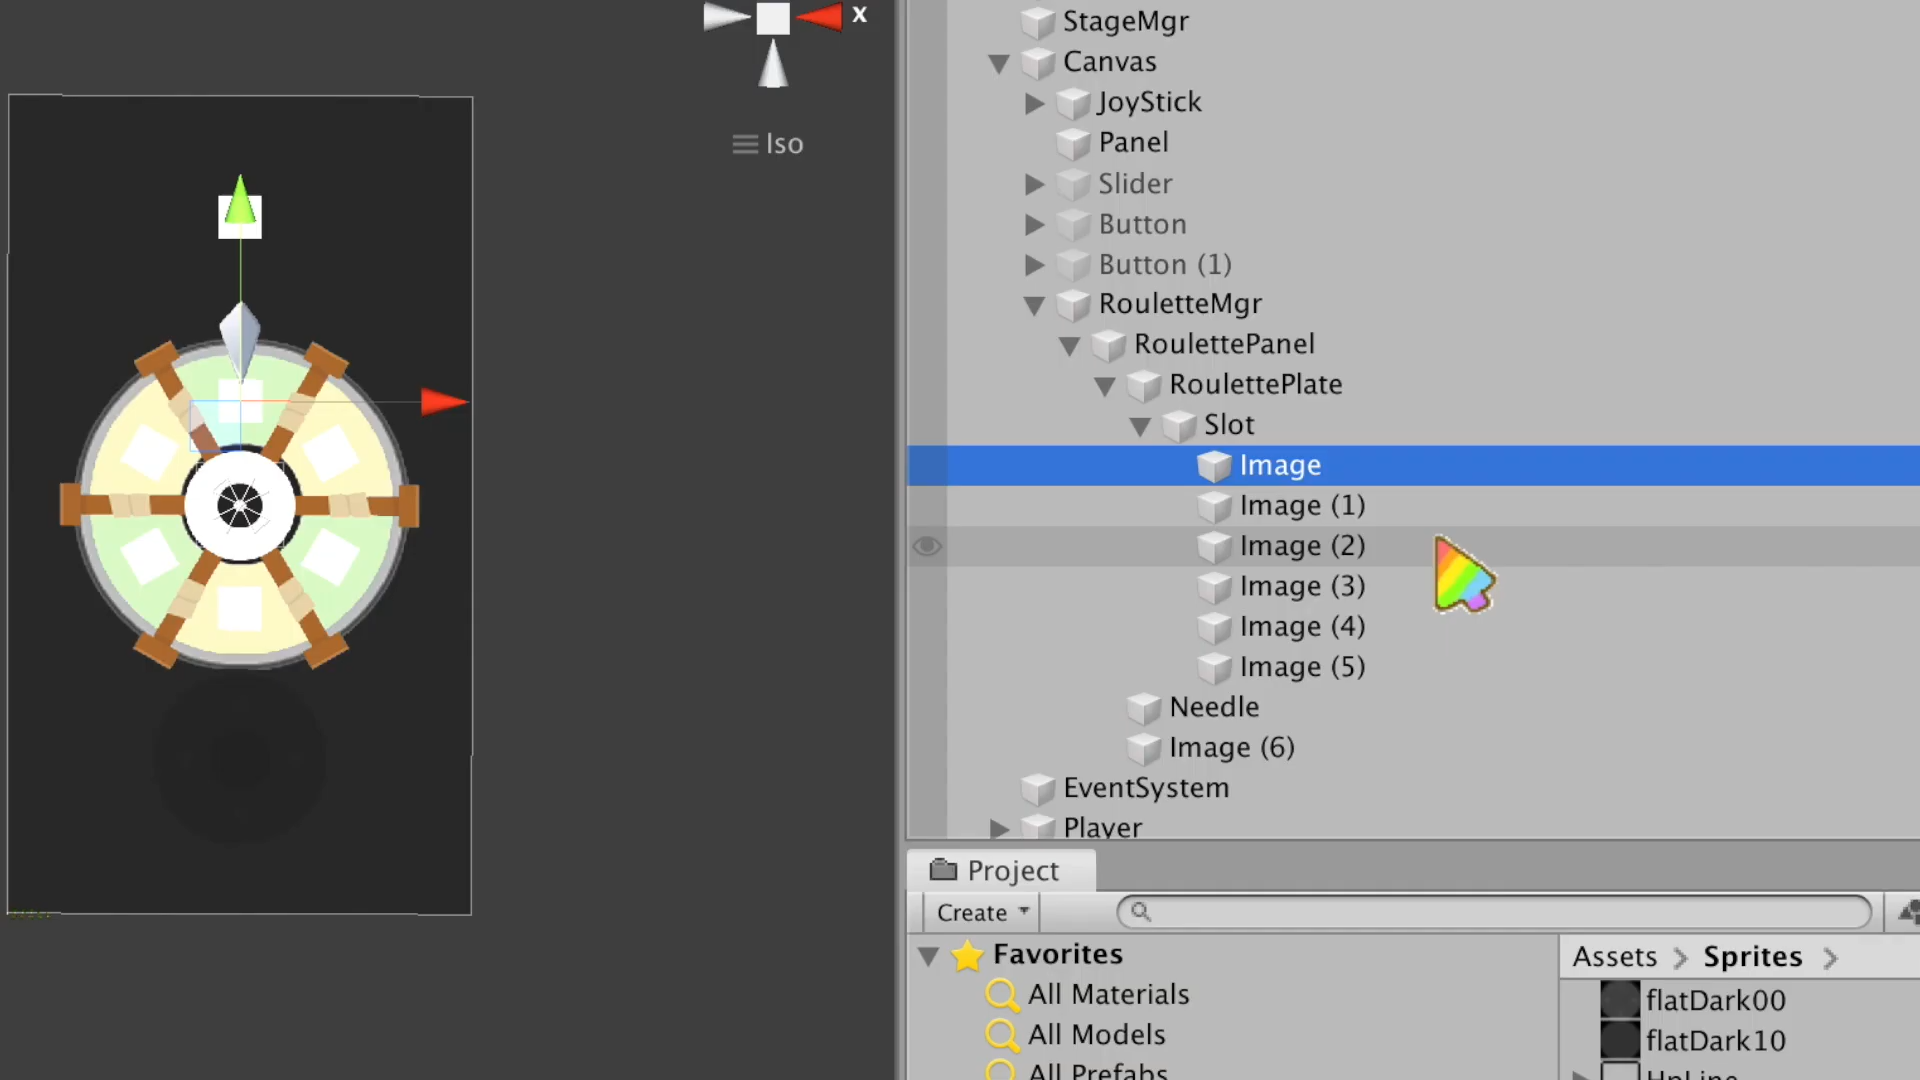 x
Iso
StageMgr
Canvas
JoyStick
Panel
Slider
Button
Button (1)
RouletteMgr
RoulettePanel
RoulettePlate
Slot
Image
Image (1)
Image (2)
Image (3)
Image (4)
Image (5)
Needle
Image (6)
EventSystem
Player
Project
Create
Favorites
All Materials
All Models
All Prefabs
Assets > Sprites >
flatDark00
flatDark10
HpLine